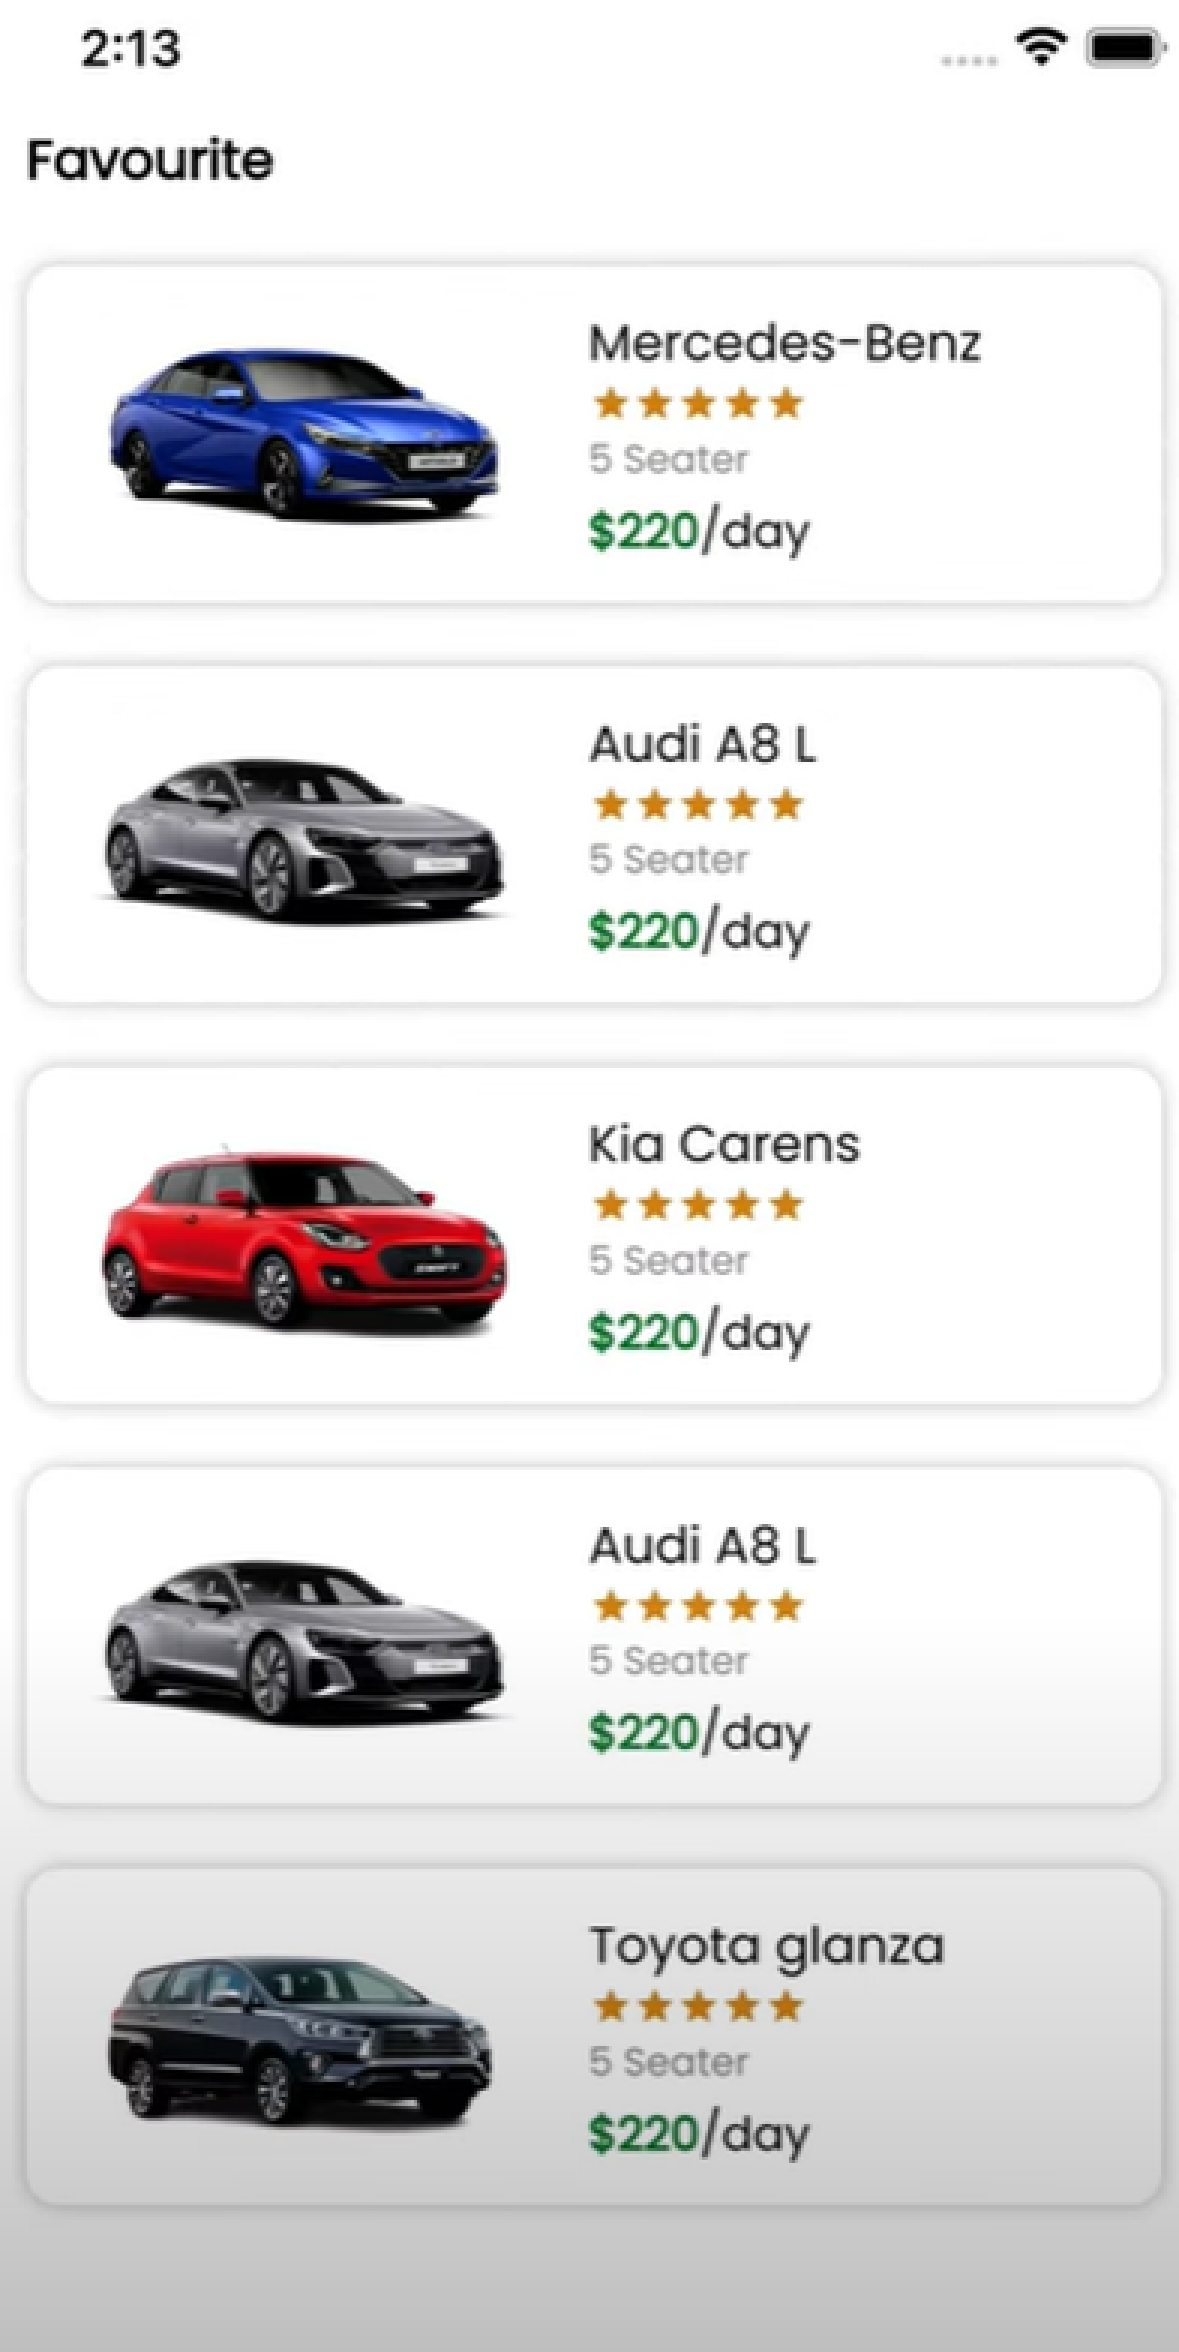 2:13
Favourite
Mercedes-Benz
5 Seater
$220/day
Audi A8 L
5 Seater
$220/day
Kia Carens
5 Seater
$220/day
Audi A8 L
5 Seater
$220/day
Toyota glanza
5 Seater
$220/day